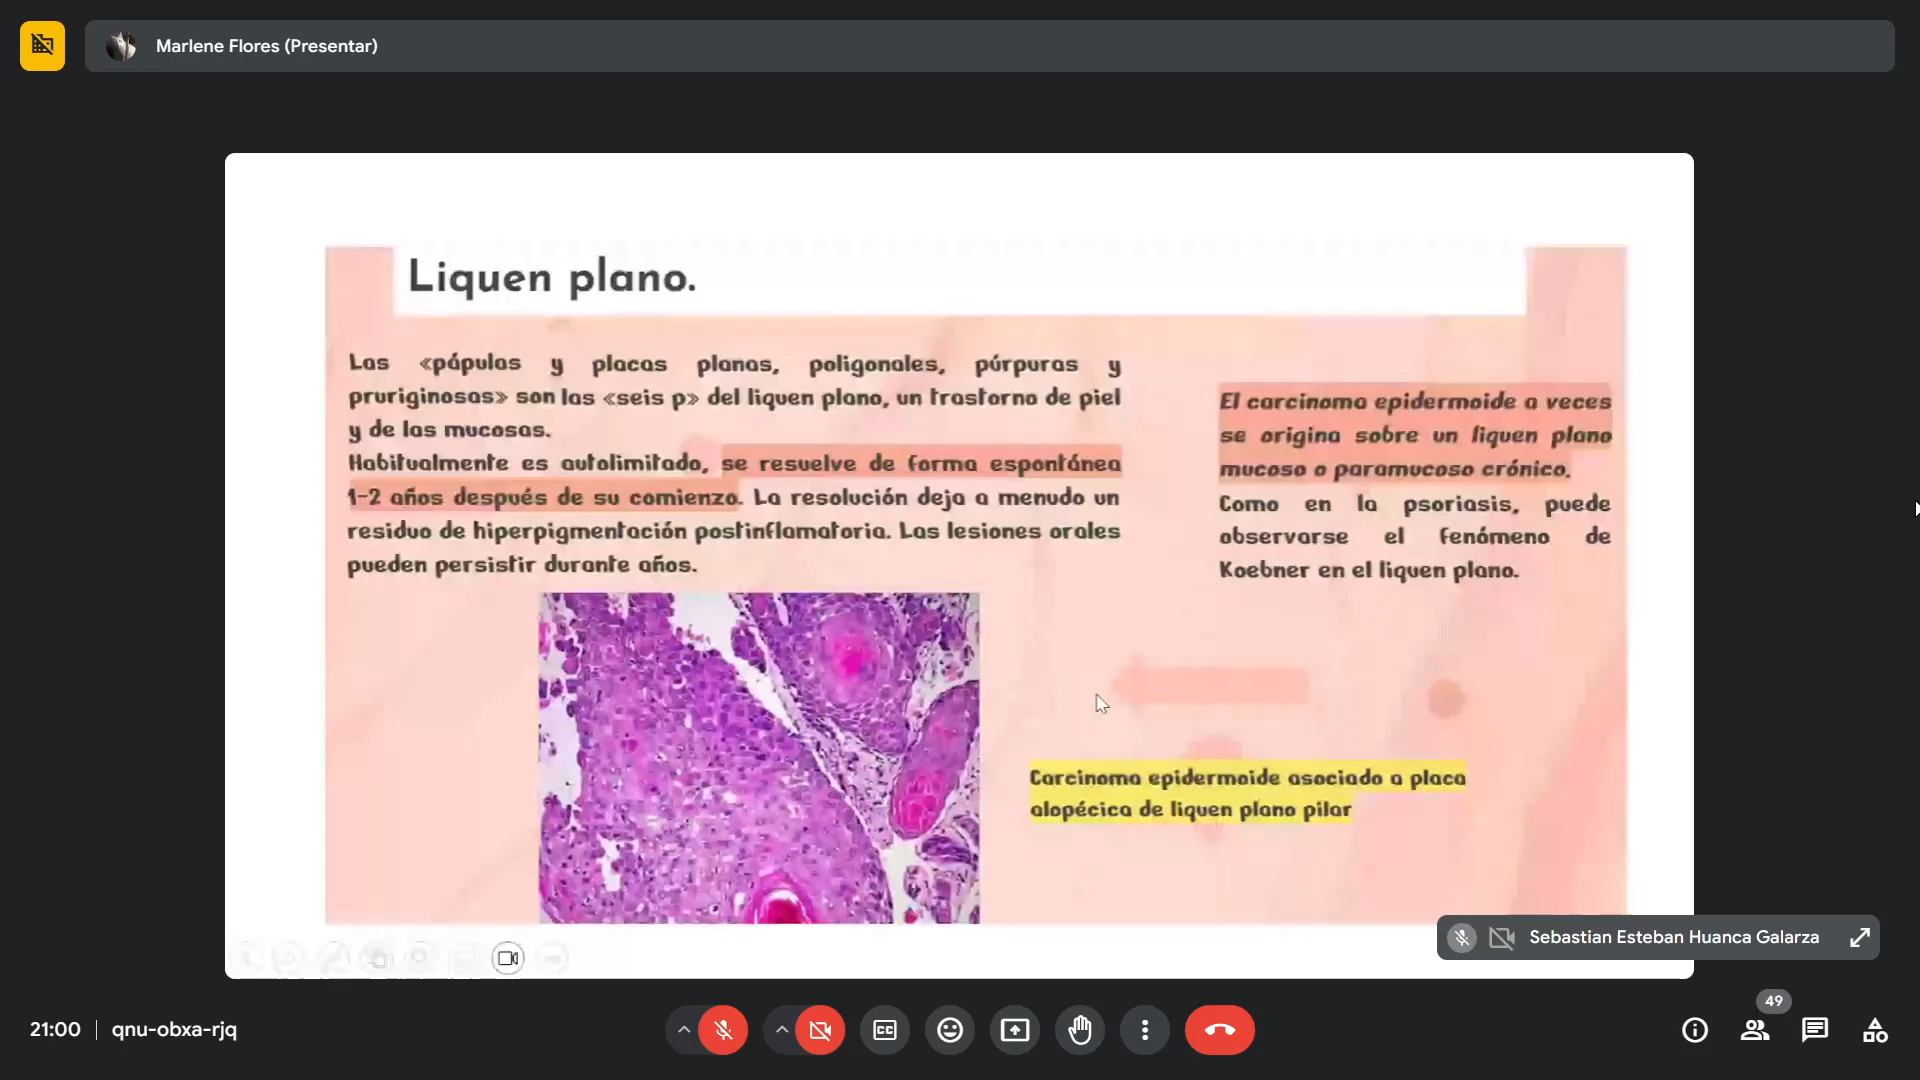 Marlene Flores (Presentar)
Liquen plano.
Las «pápulas y placas planas, poligonales, púrpuras y
pruriginosas» son las «seis p» del liquen plano, un trastorno de piel
y de las mucosas.
Habitualmente es autolimitado, se resuelve de forma espontánea
1-2 años después de su comienzo. La resolución deja a menudo un
residuo de hiperpigmentación postinflamatoria. Las lesiones orales
pueden persistir durante años.
El carcinoma epidermoide a veces
se origina sobre un liquen plano
mucoso o paramucoso crónico.
Como en la psoriasis, puede
observarse el fenómeno de
Koebner en el liquen plano.
Carcinoma epidermoide asociado a placa
alopécica de liquen plano pilar
Sebastian Esteban Huanca Galarza
49
21:00 | qnu-obxa-rjq
CC